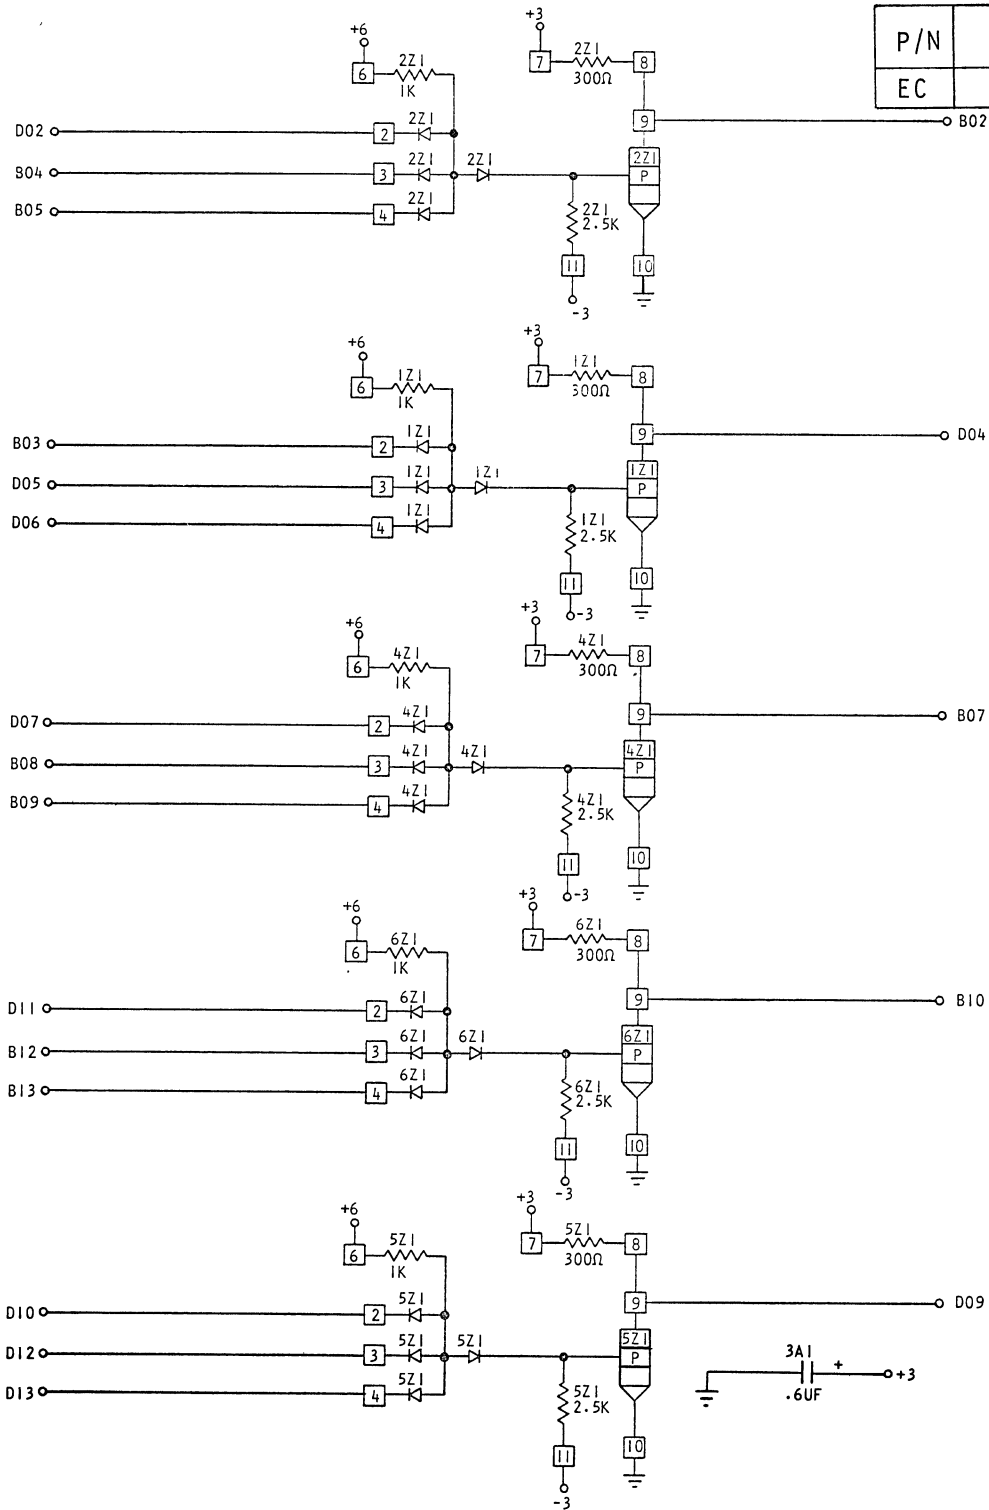 P/N
EC
+6
6
2Z1
1K
+3
7
2Z1
300Ω
8
D02
2
2Z1
9
B02
B04
3
2Z1
2Z1
2Z1
P
B05
4
2Z1
2Z1
2.5K
11
-3
10
+6
6
1Z1
1K
+3
7
1Z1
300Ω
8
B03
2
1Z1
9
D04
D05
3
1Z1
1Z1
1Z1
P
D06
4
1Z1
1Z1
2.5K
11
-3
10
+6
6
4Z1
1K
+3
7
4Z1
300Ω
8
D07
2
4Z1
9
B07
B08
3
4Z1
4Z1
4Z1
P
B09
4
4Z1
4Z1
2.5K
11
-3
10
+6
6
6Z1
1K
+3
7
6Z1
300Ω
8
D11
2
6Z1
9
B10
B12
3
6Z1
6Z1
6Z1
P
B13
4
6Z1
6Z1
2.5K
11
-3
10
+6
6
5Z1
1K
+3
7
5Z1
300Ω
8
D10
2
5Z1
9
D09
D12
3
5Z1
5Z1
5Z1
P
D13
4
5Z1
5Z1
2.5K
11
-3
10
3A1
+
+3
.6UF